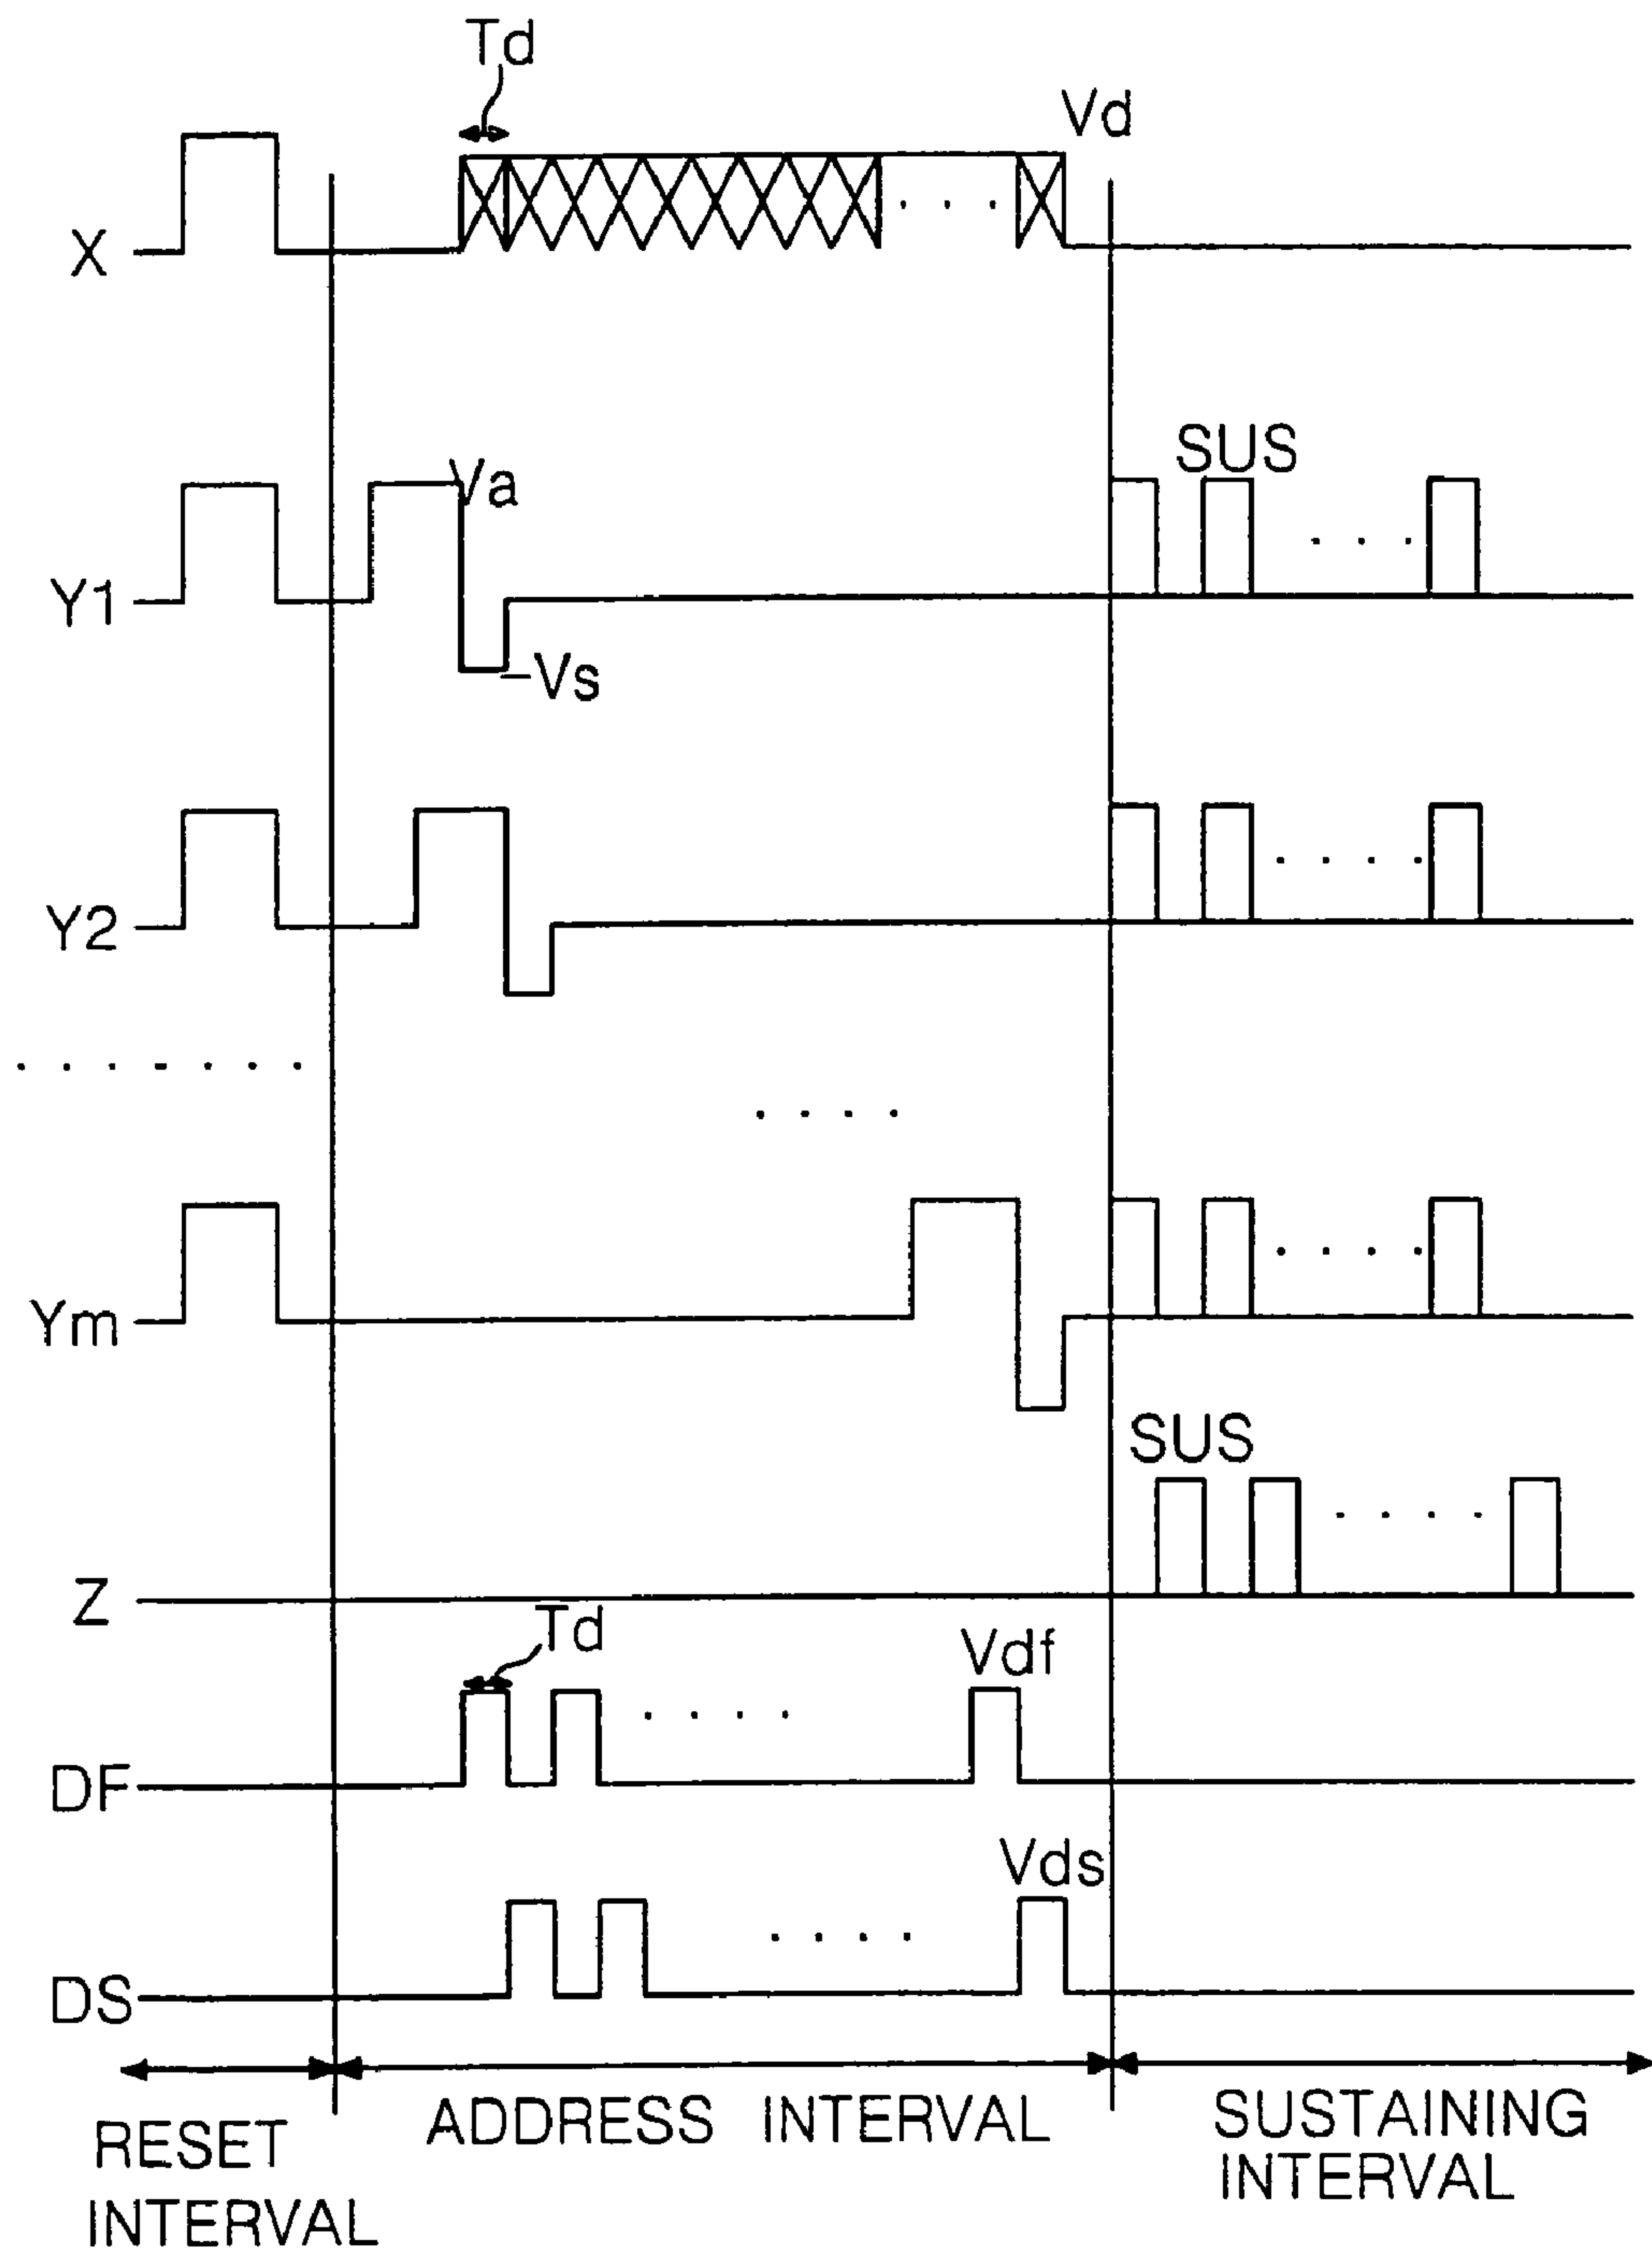 Td
Vd
X
SUS
Va
Y1
-Vs
Y2
Ym
SUS
Z
Td
Vdf
DF
Vds
DS
RESET INTERVAL
ADDRESS INTERVAL
SUSTAINING INTERVAL